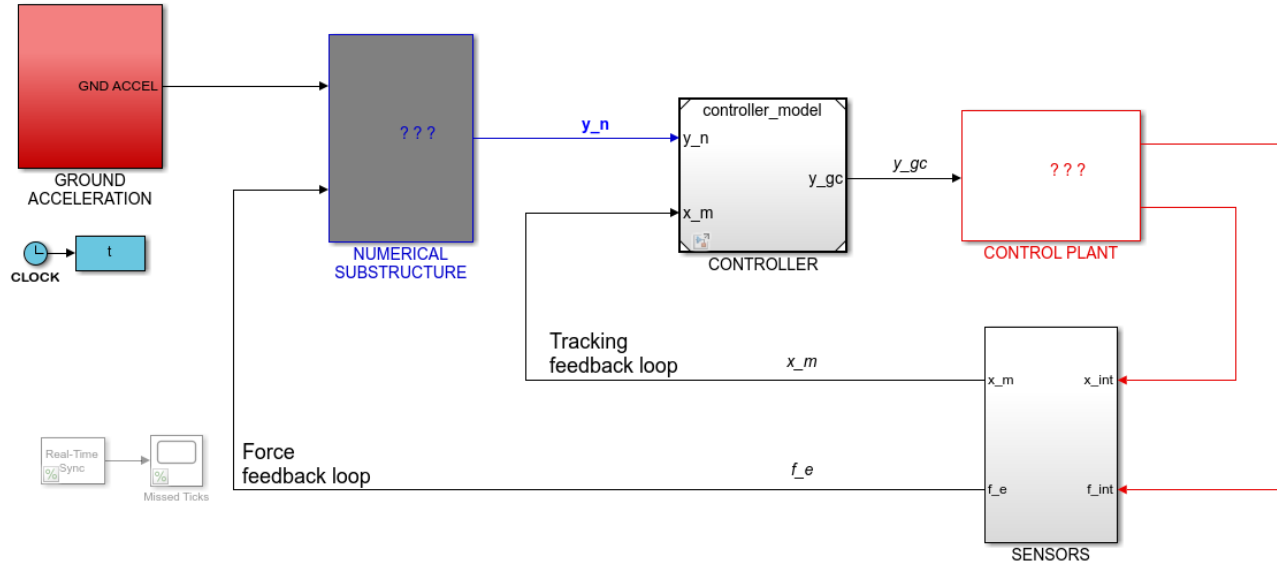 GND ACCEL
GROUND
ACCELERATION
t
CLOCK
? ? ?
NUMERICAL
SUBSTRUCTURE
y_n
controller_model
y_n
y_gc
x_m
CONTROLLER
y_gc
? ? ?
CONTROL PLANT
Tracking
feedback loop
x_m
x_m
x_int
Force
feedback loop
f_e
f_e
f_int
SENSORS
Real-Time
Sync
%
%
Missed Ticks